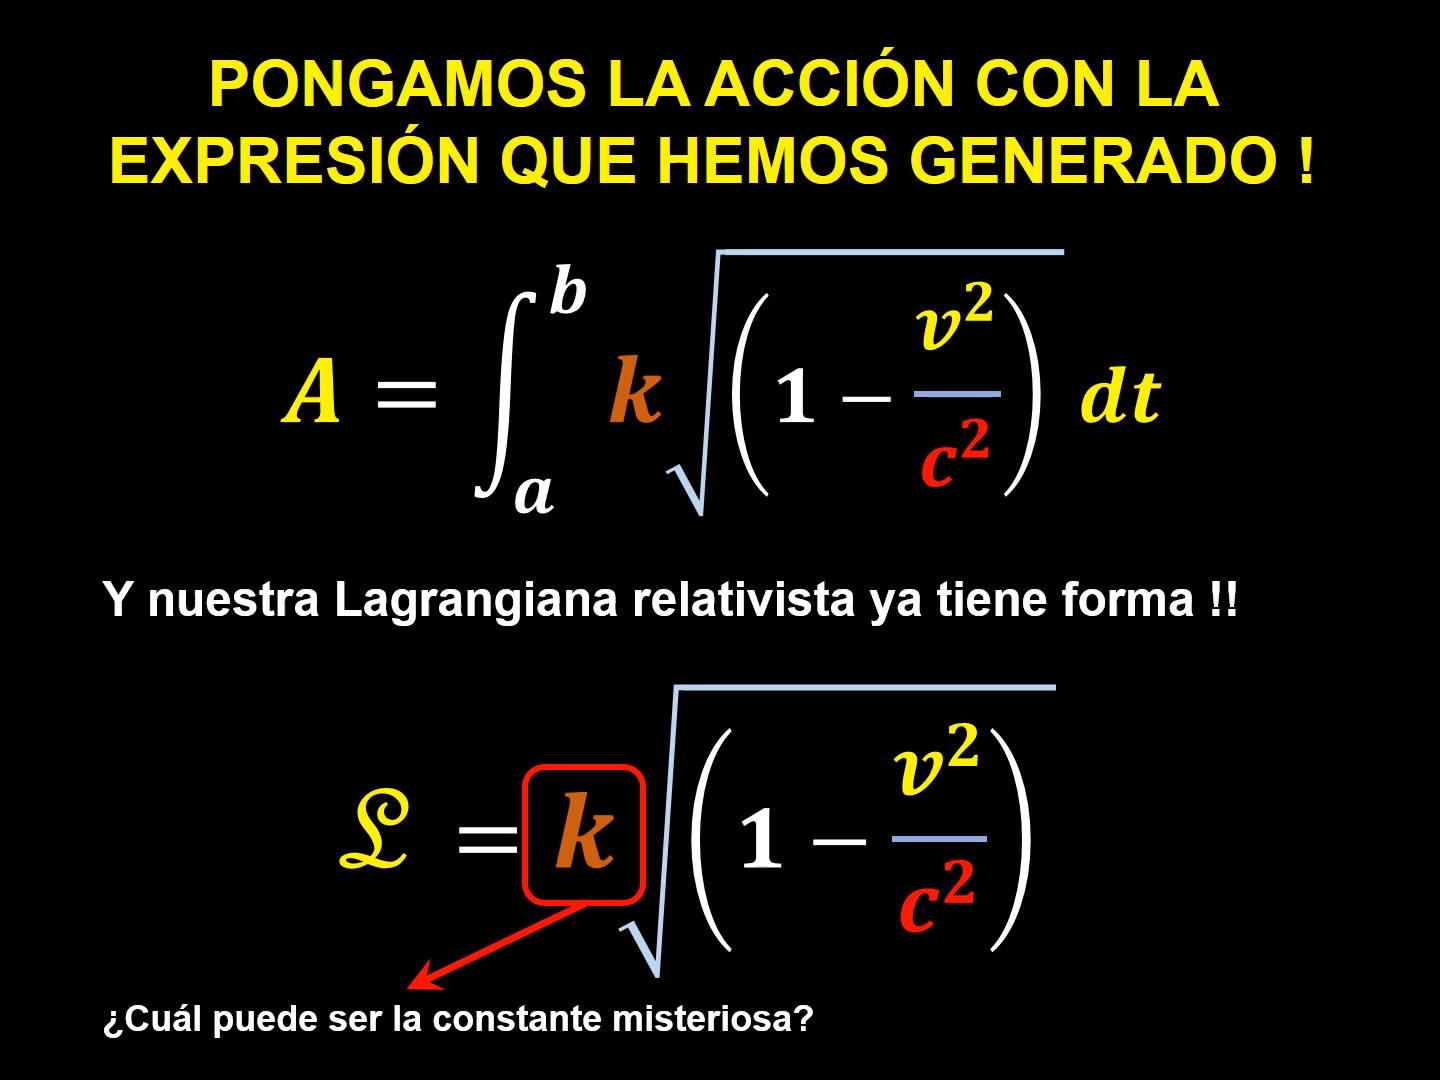 PONGAMOS LA ACCIÓN CON LA
EXPRESIÓN QUE HEMOS GENERADO !
A = ∫ₐᵇ k √(1 − v²/c²) dt
Y nuestra Lagrangiana relativista ya tiene forma !!
ℒ = k √(1 − v²/c²)
¿Cuál puede ser la constante misteriosa?